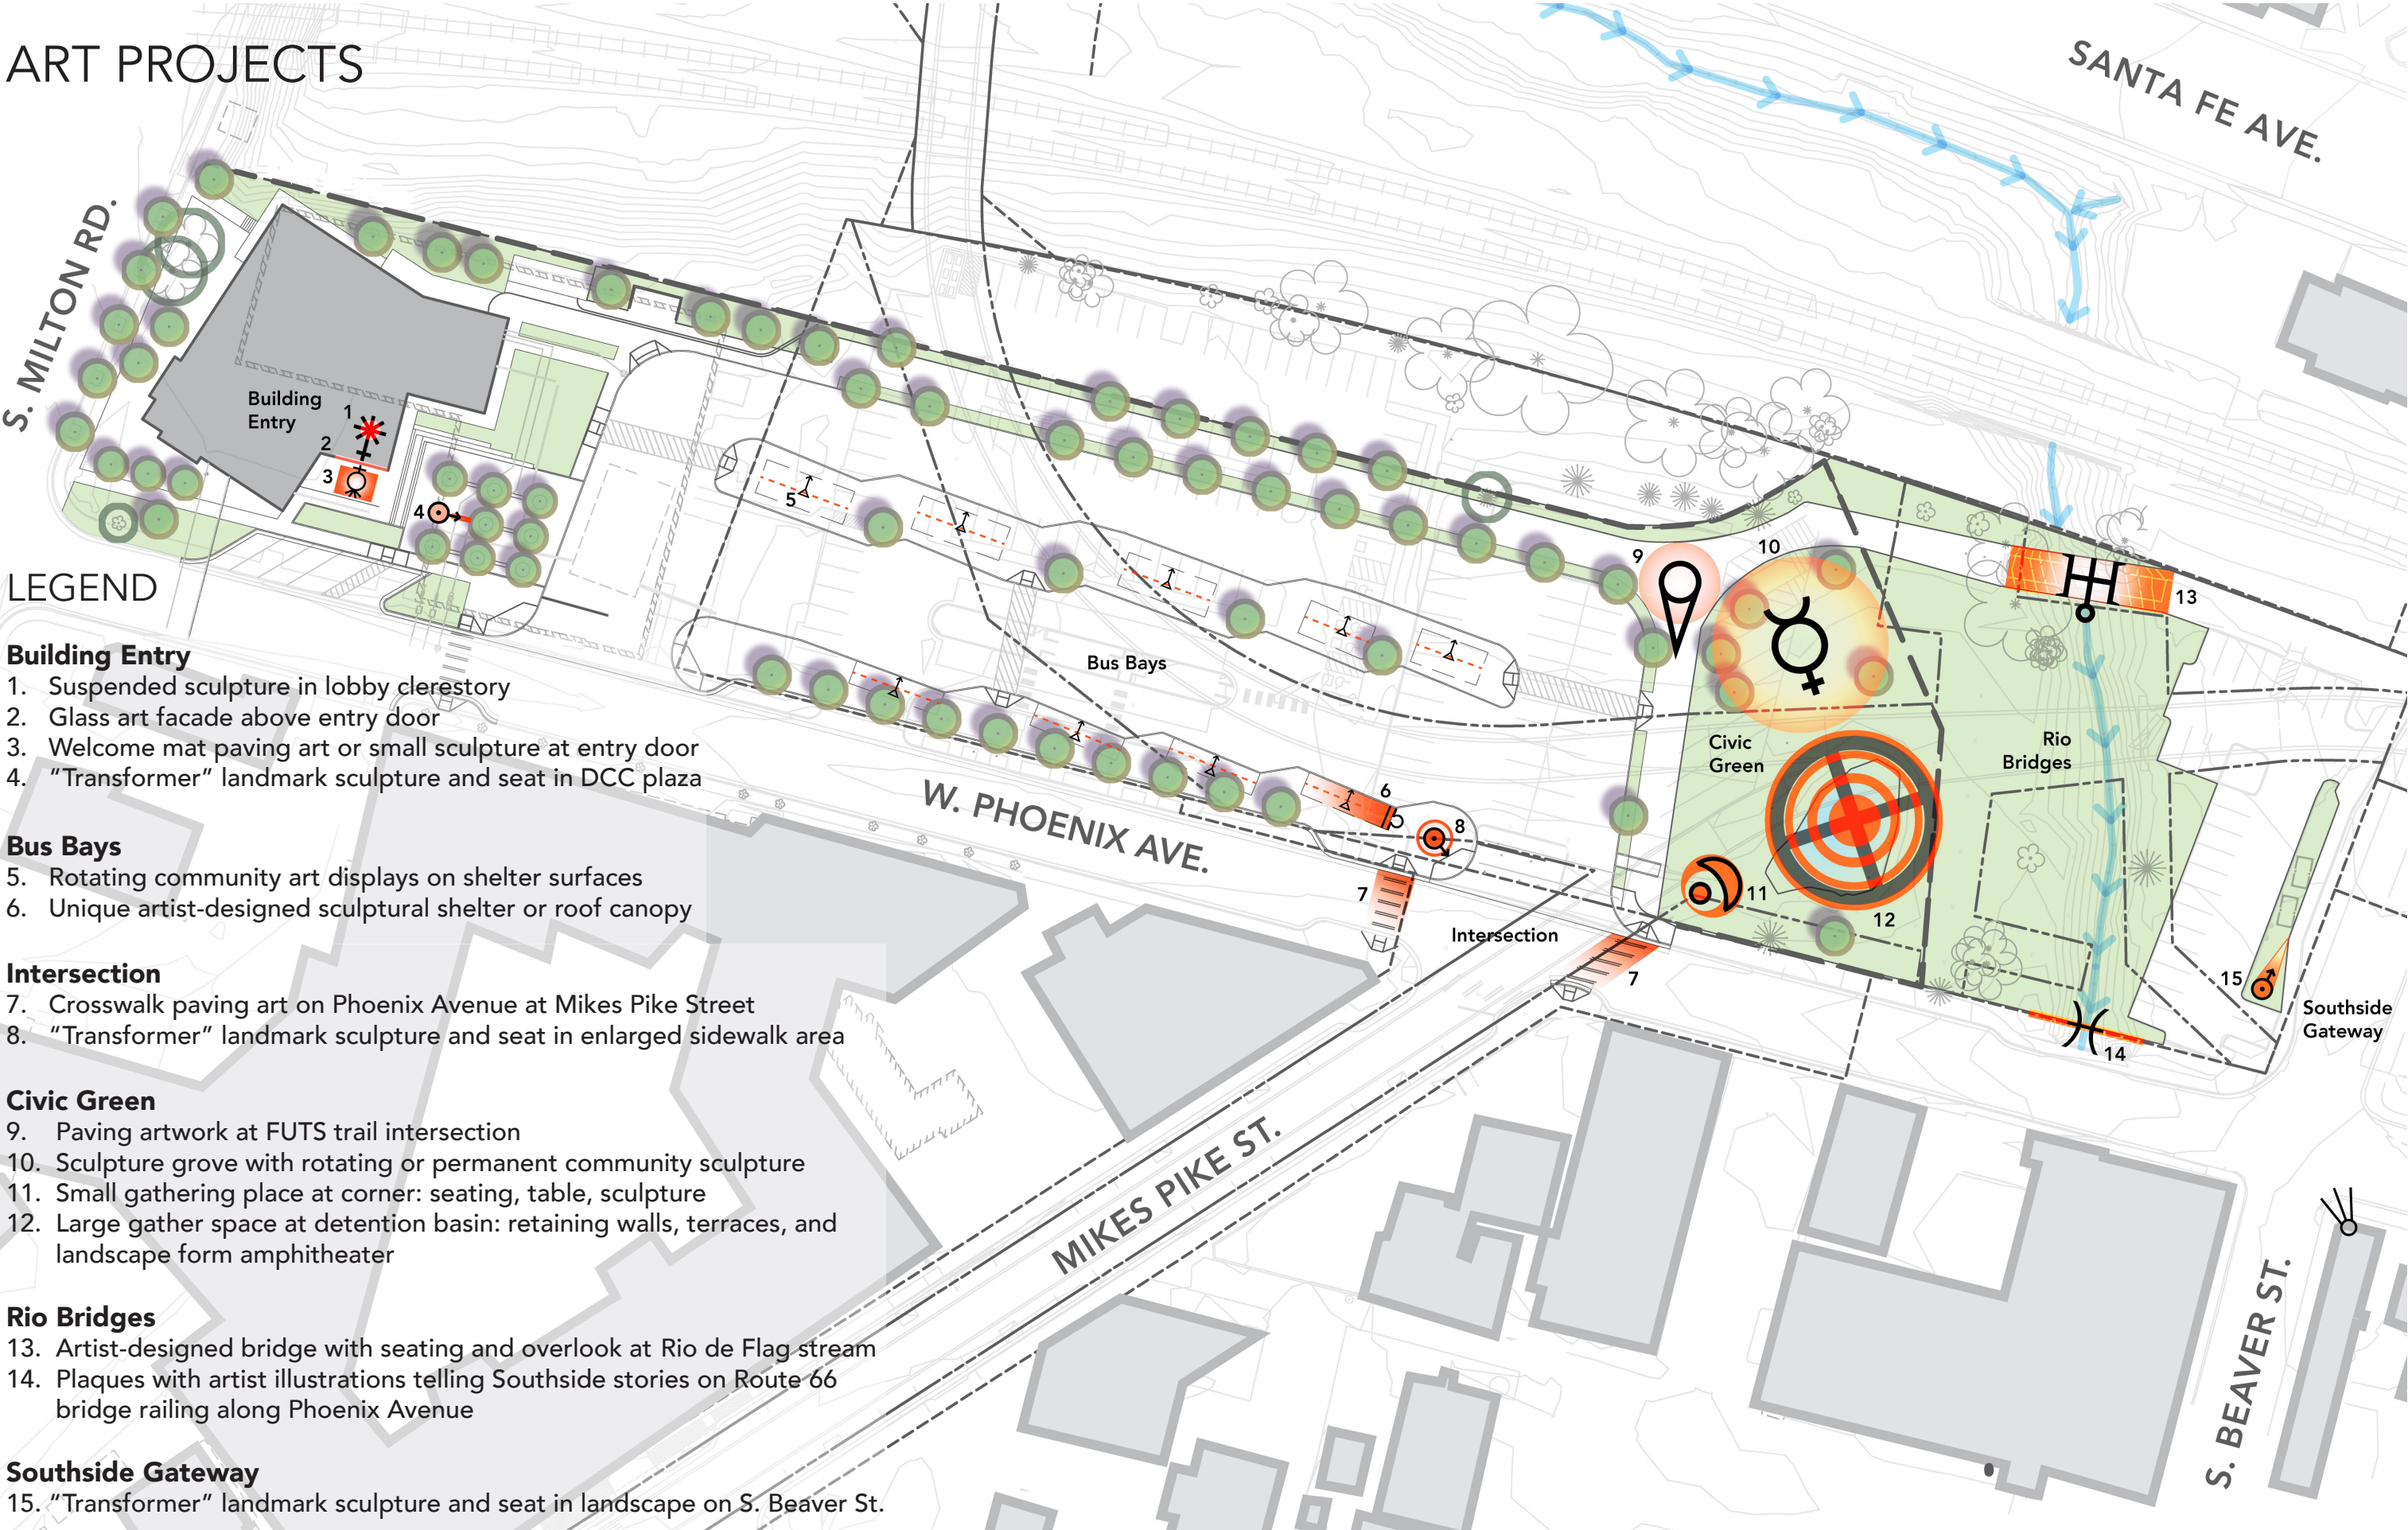 ART PROJECTS
SANTA FE AVE.
S. MILTON RD.
Building
Entry
1
2
3
4
5
Bus Bays
6
8
7
Intersection
7
9
10
Civic
Green
11
12
Rio
Bridges
13
14
15
Southside
Gateway
W. PHOENIX AVE.
MIKES PIKE ST.
S. BEAVER ST.
LEGEND
Building Entry
1. Suspended sculpture in lobby clerestory
2. Glass art facade above entry door
3. Welcome mat paving art or small sculpture at entry door
4. “Transformer” landmark sculpture and seat in DCC plaza
Bus Bays
5. Rotating community art displays on shelter surfaces
6. Unique artist-designed sculptural shelter or roof canopy
Intersection
7. Crosswalk paving art on Phoenix Avenue at Mikes Pike Street
8. “Transformer” landmark sculpture and seat in enlarged sidewalk area
Civic Green
9. Paving artwork at FUTS trail intersection
10. Sculpture grove with rotating or permanent community sculpture
11. Small gathering place at corner: seating, table, sculpture
12. Large gather space at detention basin: retaining walls, terraces, and
landscape form amphitheater
Rio Bridges
13. Artist-designed bridge with seating and overlook at Rio de Flag stream
14. Plaques with artist illustrations telling Southside stories on Route 66
bridge railing along Phoenix Avenue
Southside Gateway
15. “Transformer” landmark sculpture and seat in landscape on S. Beaver St.